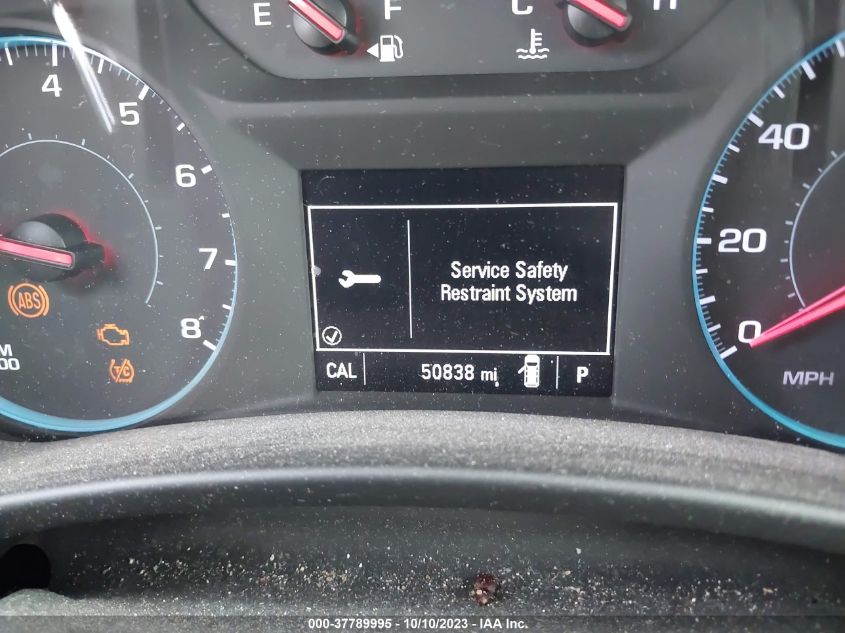 E F C H
4
5
6
7
8
ABS
T/C
40
20
0
MPH
Service Safety
Restraint System
CAL 50838 mi P
000-37789995 - 10/10/2023 - IAA Inc.